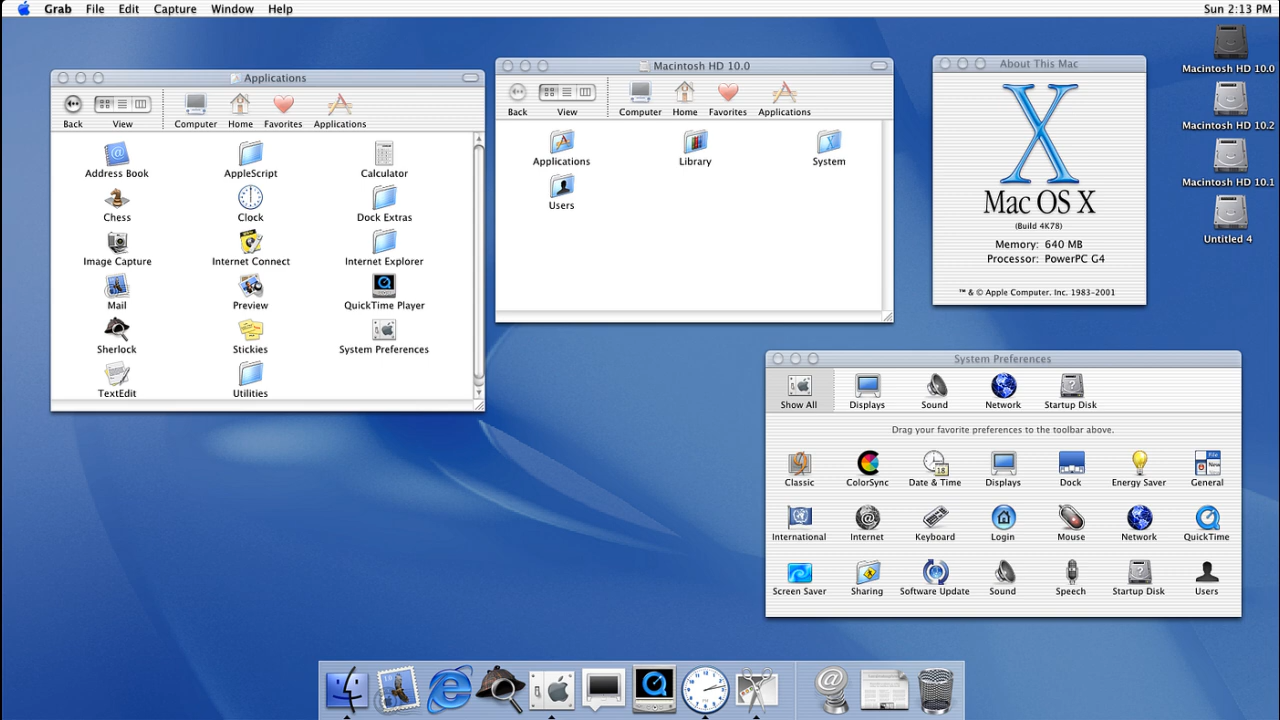 Grab File Edit Capture Window Help Sun 2:13 PM
Applications
Back View Computer Home Favorites Applications
Address Book AppleScript Calculator
Chess Clock Dock Extras
Image Capture Internet Connect Internet Explorer
Mail Preview QuickTime Player
Sherlock Stickies System Preferences
TextEdit Utilities
Macintosh HD 10.0
Back View Computer Home Favorites Applications
Applications Library System
Users
About This Mac
X
Mac OS X
(Build 4K78)
Memory: 640 MB
Processor: PowerPC G4
™ & © Apple Computer, Inc. 1983-2001
Macintosh HD 10.0
Macintosh HD 10.2
Macintosh HD 10.1
Untitled 4
System Preferences
Show All Displays Sound Network Startup Disk
Drag your favorite preferences to the toolbar above.
Classic ColorSync Date & Time Displays Dock Energy Saver General
International Internet Keyboard Login Mouse Network QuickTime
Screen Saver Sharing Software Update Sound Speech Startup Disk Users